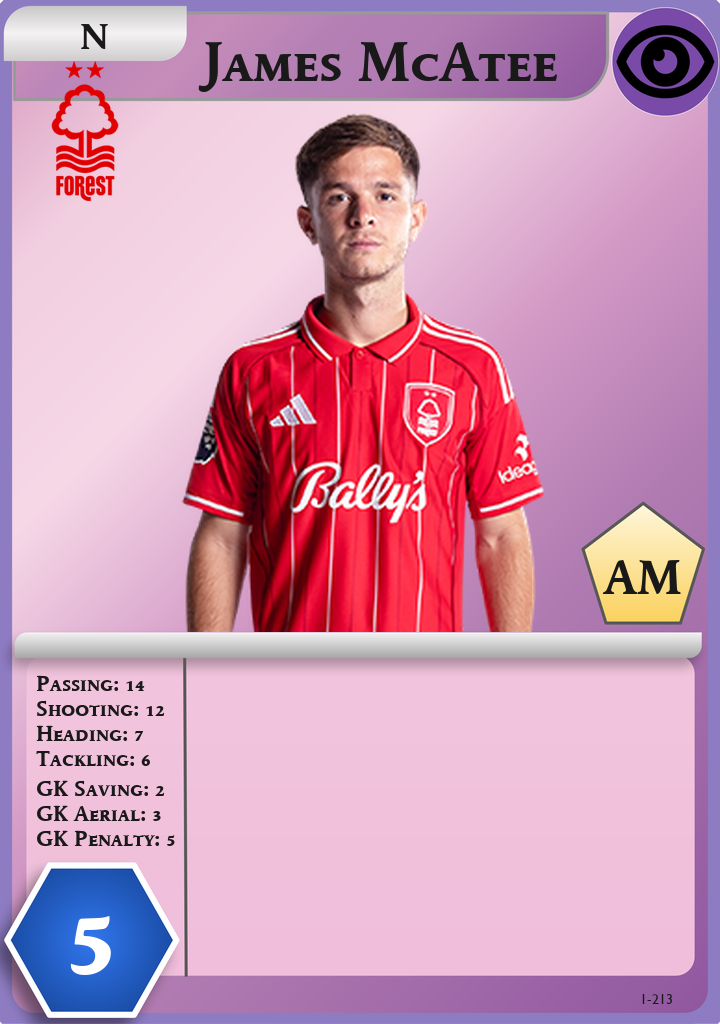 N
James McAtee
FOREST
Bally's
AM
Passing: 14
Shooting: 12
Heading: 7
Tackling: 6
GK Saving: 2
GK Aerial: 3
GK Penalty: 5
5
1-213